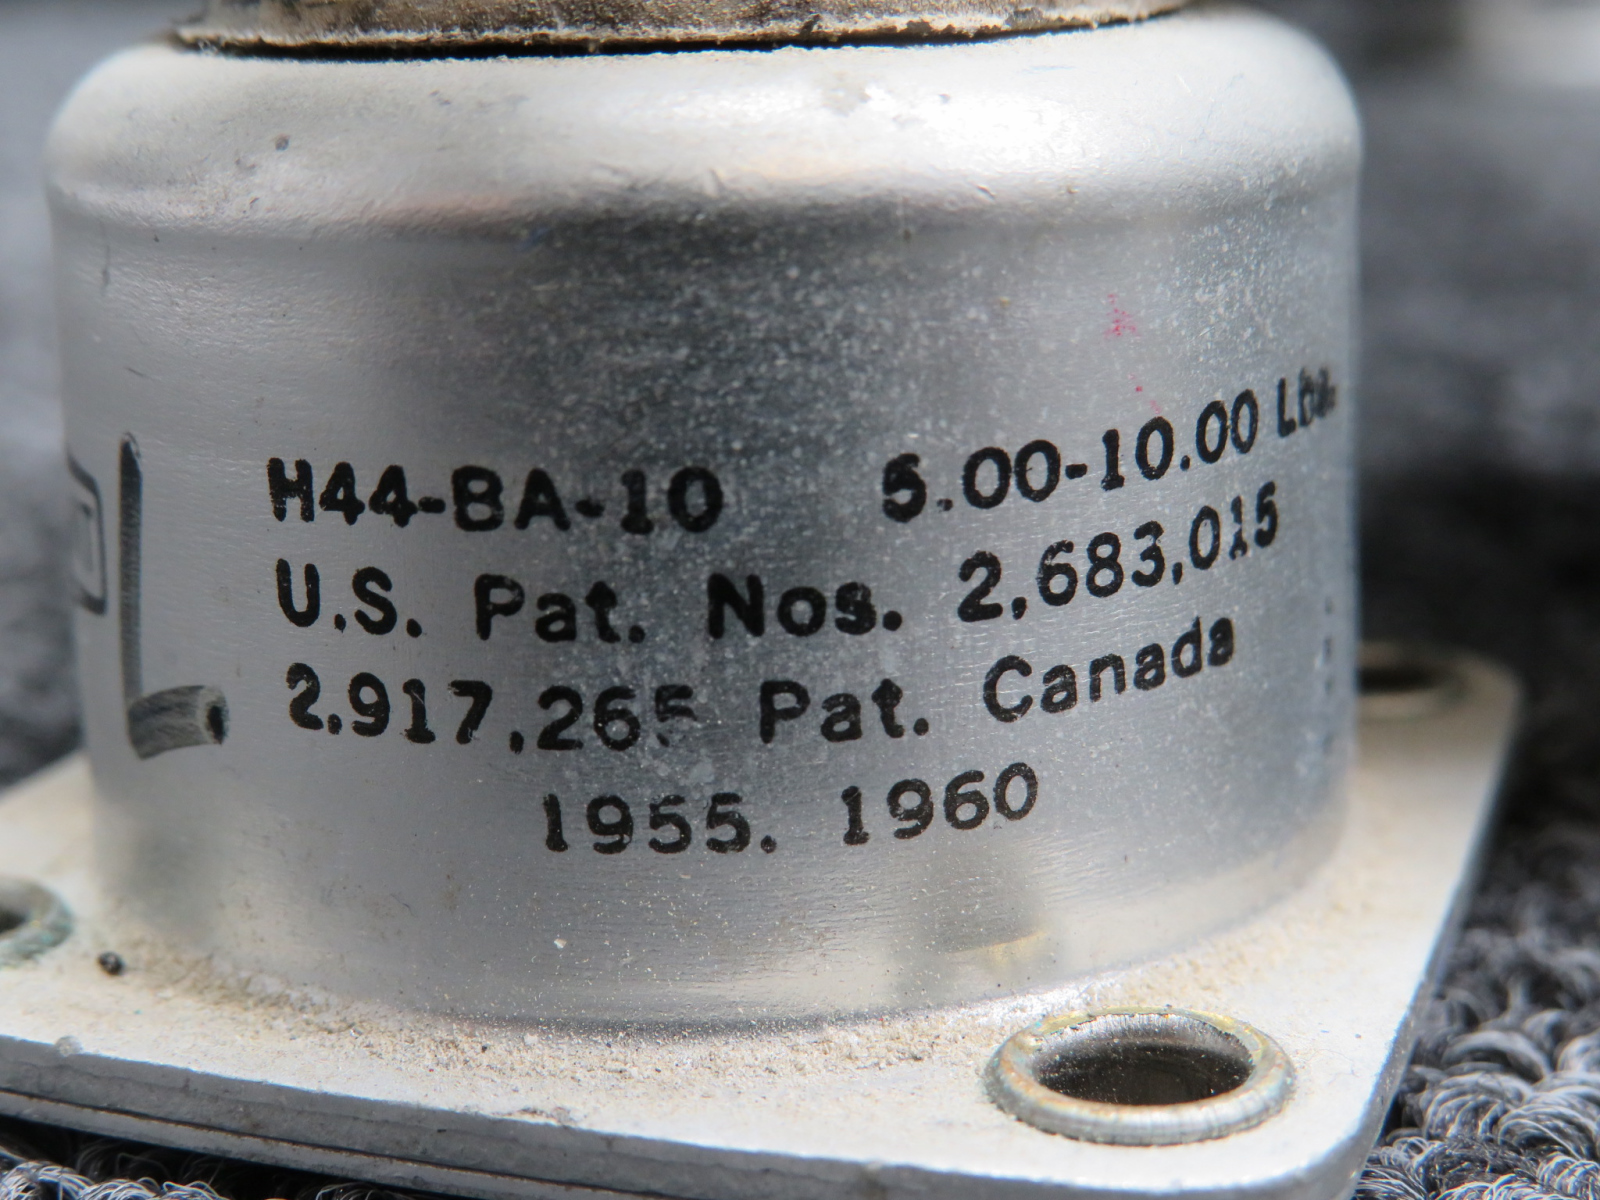 H44-BA-10 5.00-10.00 Lbs.
U.S. Pat. Nos. 2,683,015
2,917,265 Pat. Canada
1955. 1960